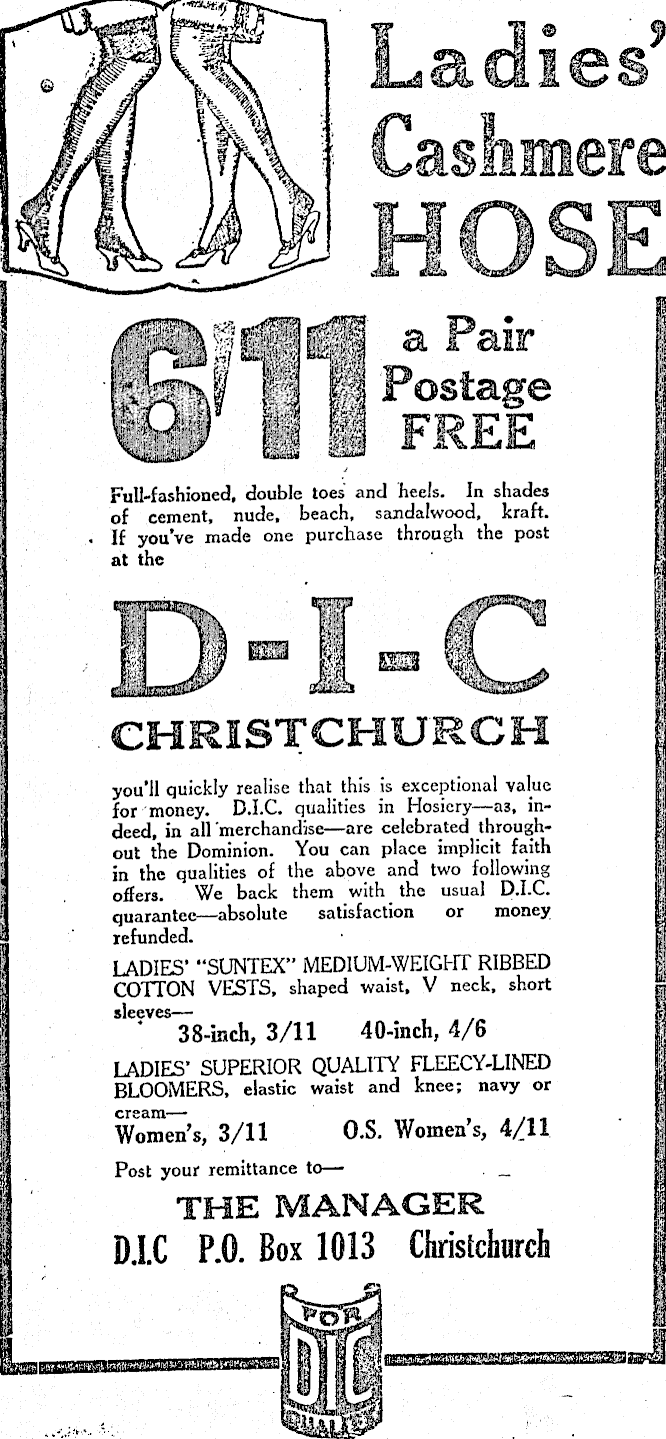 Ladies'
Cashmere
HOSE
6'11
a Pair
Postage
FREE
Full-fashioned, double toes and heels. In shades
of cement, nude, beach, sandalwood, kraft.
If you've made one purchase through the post
at the
D-I-C
CHRISTCHURCH
you'll quickly realise that this is exceptional value
for money. D.I.C. qualities in Hosiery—as, in-
deed, in all merchandise—are celebrated through-
out the Dominion. You can place implicit faith
in the qualities of the above and two following
offers. We back them with the usual D.I.C.
quarantee—absolute satisfaction or money
refunded.
LADIES' "SUNTEX" MEDIUM-WEIGHT RIBBED
COTTON VESTS, shaped waist, V neck, short
sleeves—
38-inch, 3/11 40-inch, 4/6
LADIES' SUPERIOR QUALITY FLEECY-LINED
BLOOMERS, elastic waist and knee; navy or
cream—
Women's, 3/11 O.S. Women's, 4/11
Post your remittance to—
THE MANAGER
D.I.C P.O. Box 1013 Christchurch
FOR
DIC
QUALITY